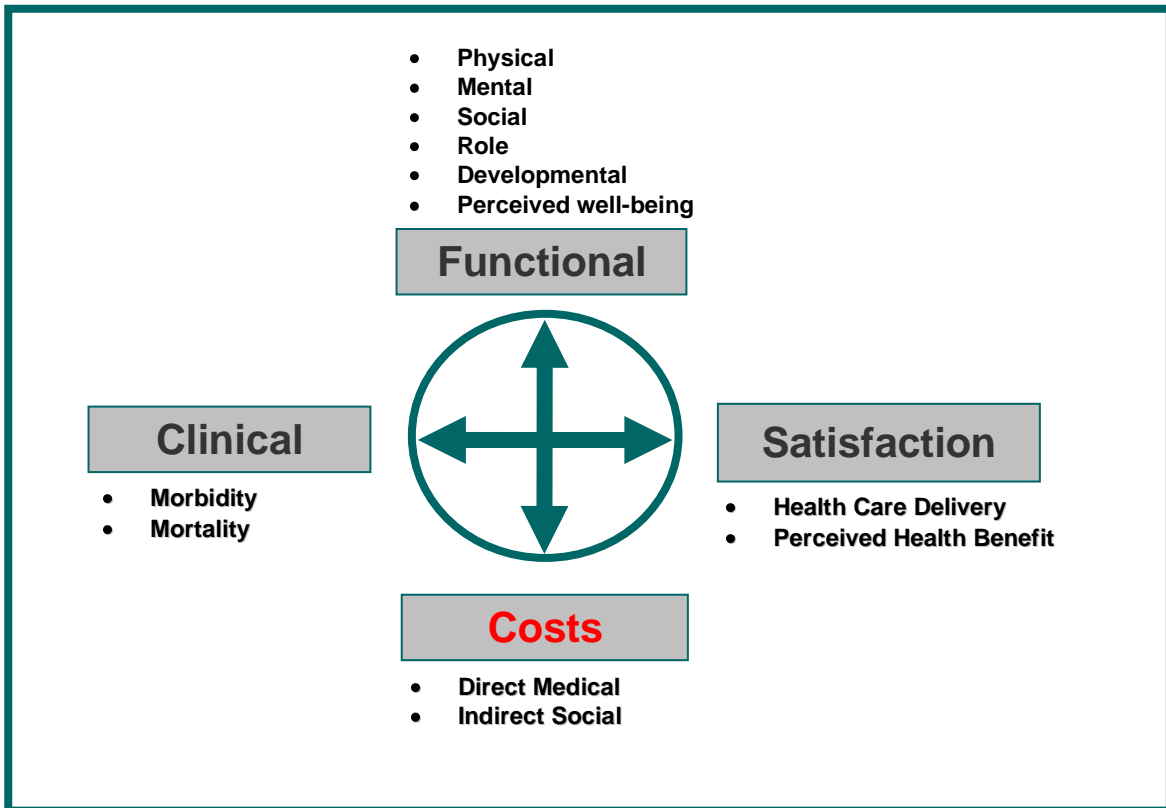 • Physical
• Mental
• Social
• Role
• Developmental
• Perceived well-being
Functional
Clinical
• Morbidity
• Mortality
Satisfaction
• Health Care Delivery
• Perceived Health Benefit
Costs
• Direct Medical
• Indirect Social